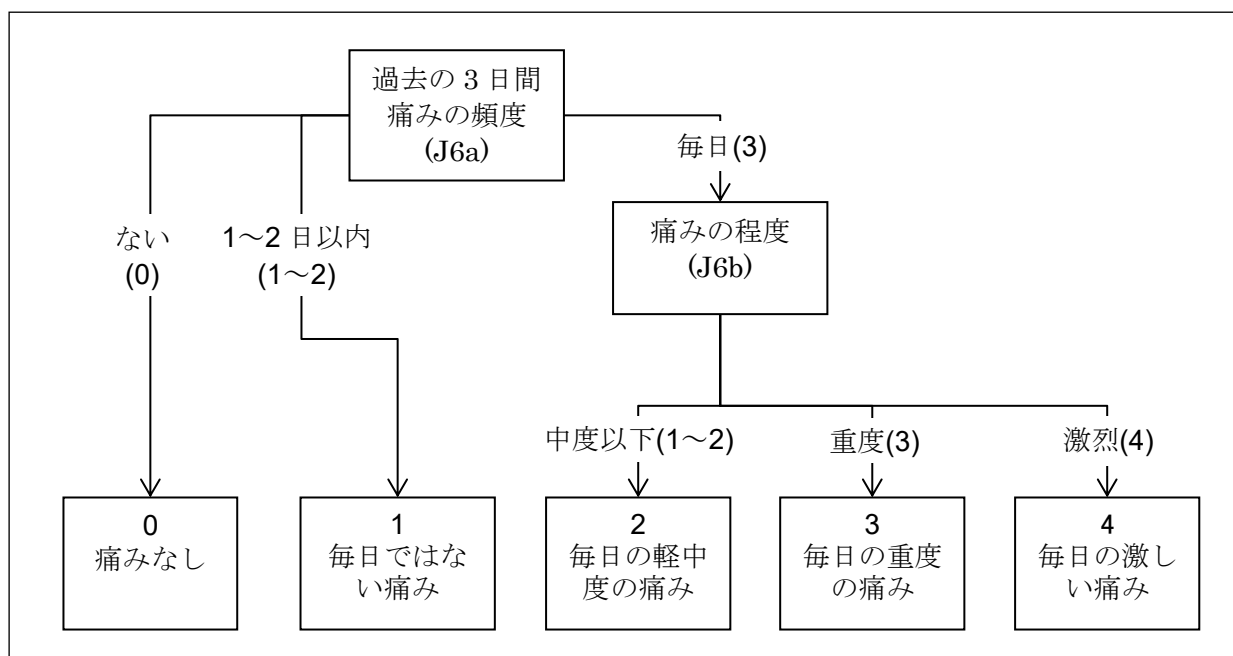 過去の 3 日間
痛みの頻度
(J6a)
毎日(3)
ない
(0)
1～2 日以内
(1～2)
痛みの程度
(J6b)
中度以下(1～2)
重度(3)
激烈(4)
0
痛みなし
1
毎日ではな
い痛み
2
毎日の軽中
度の痛み
3
毎日の重度
の痛み
4
毎日の激し
い痛み